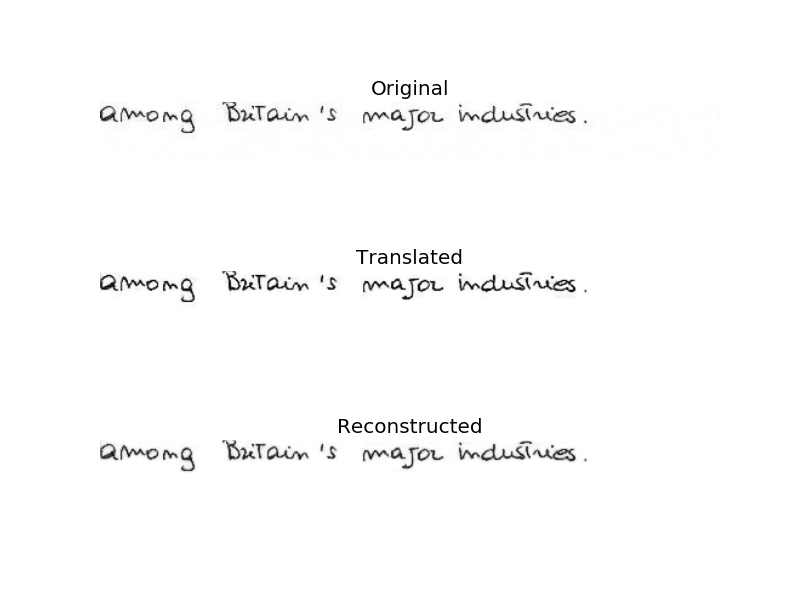 Original
among Britain's major industries.
Translated
among Britain's major industries.
Reconstructed
among Britain's major industries.